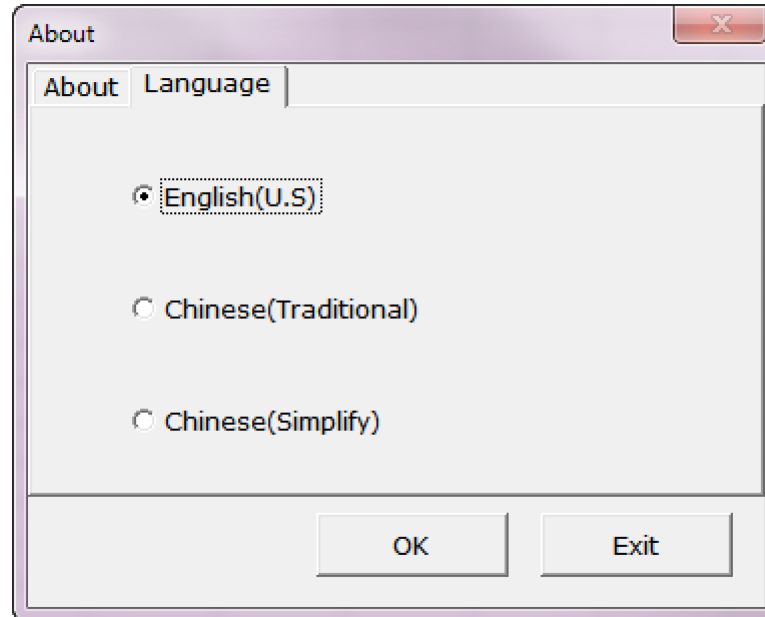 About
About Language
English(U.S)
Chinese(Traditional)
Chinese(Simplify)
OK Exit